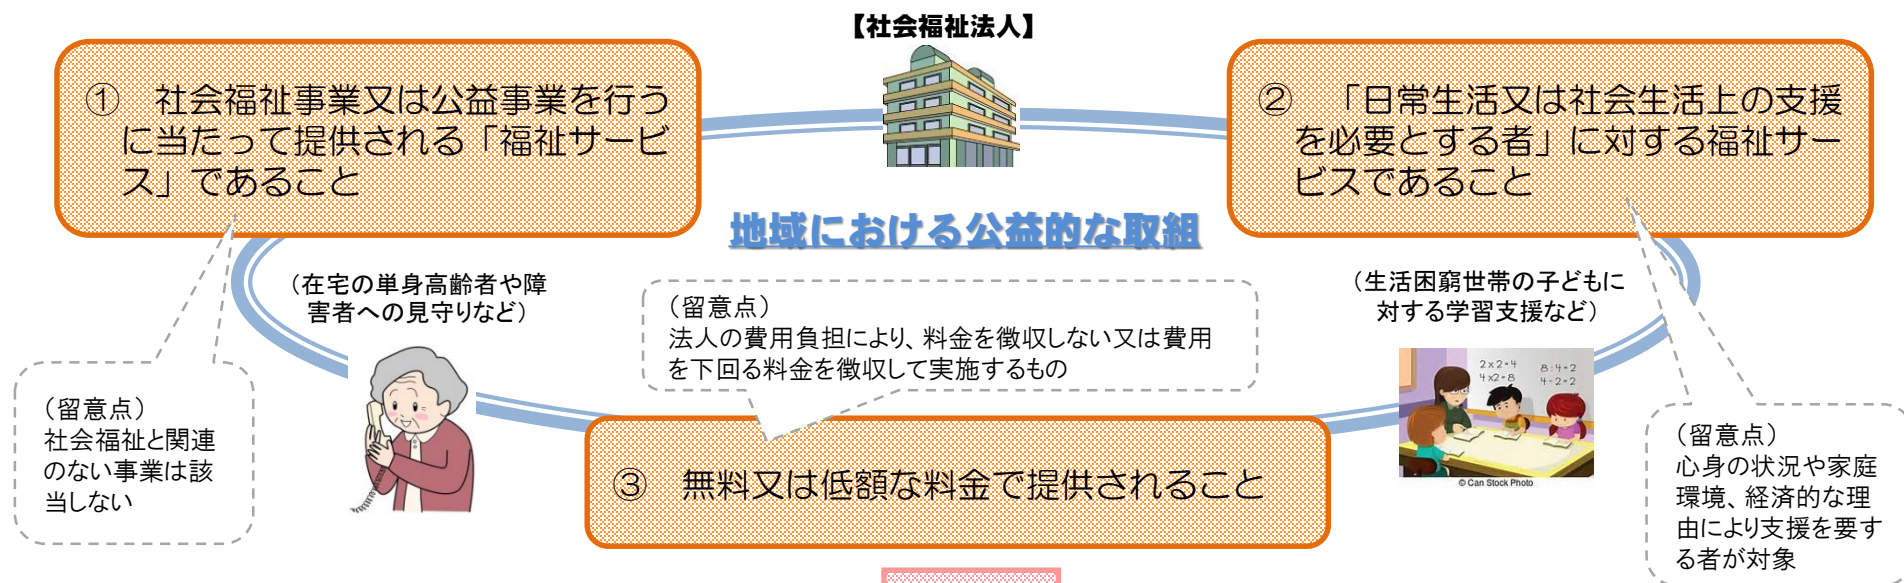 【社会福祉法人】
① 社会福祉事業又は公益事業を行う
に当たって提供される「福祉サービ
ス」であること
② 「日常生活又は社会生活上の支援
を必要とする者」に対する福祉サー
ビスであること
地域における公益的な取組
（在宅の単身高齢者や障
害者への見守りなど）
（留意点）
法人の費用負担により、料金を徴収しない又は費用
を下回る料金を徴収して実施するもの
（生活困窮世帯の子どもに
対する学習支援など）
2x2=4
4x2=8
8:4=2
4-2=2
© Can Stock Photo
（留意点）
社会福祉と関連
のない事業は該
当しない
③ 無料又は低額な料金で提供されること
（留意点）
心身の状況や家庭
環境、経済的な理
由により支援を要す
る者が対象